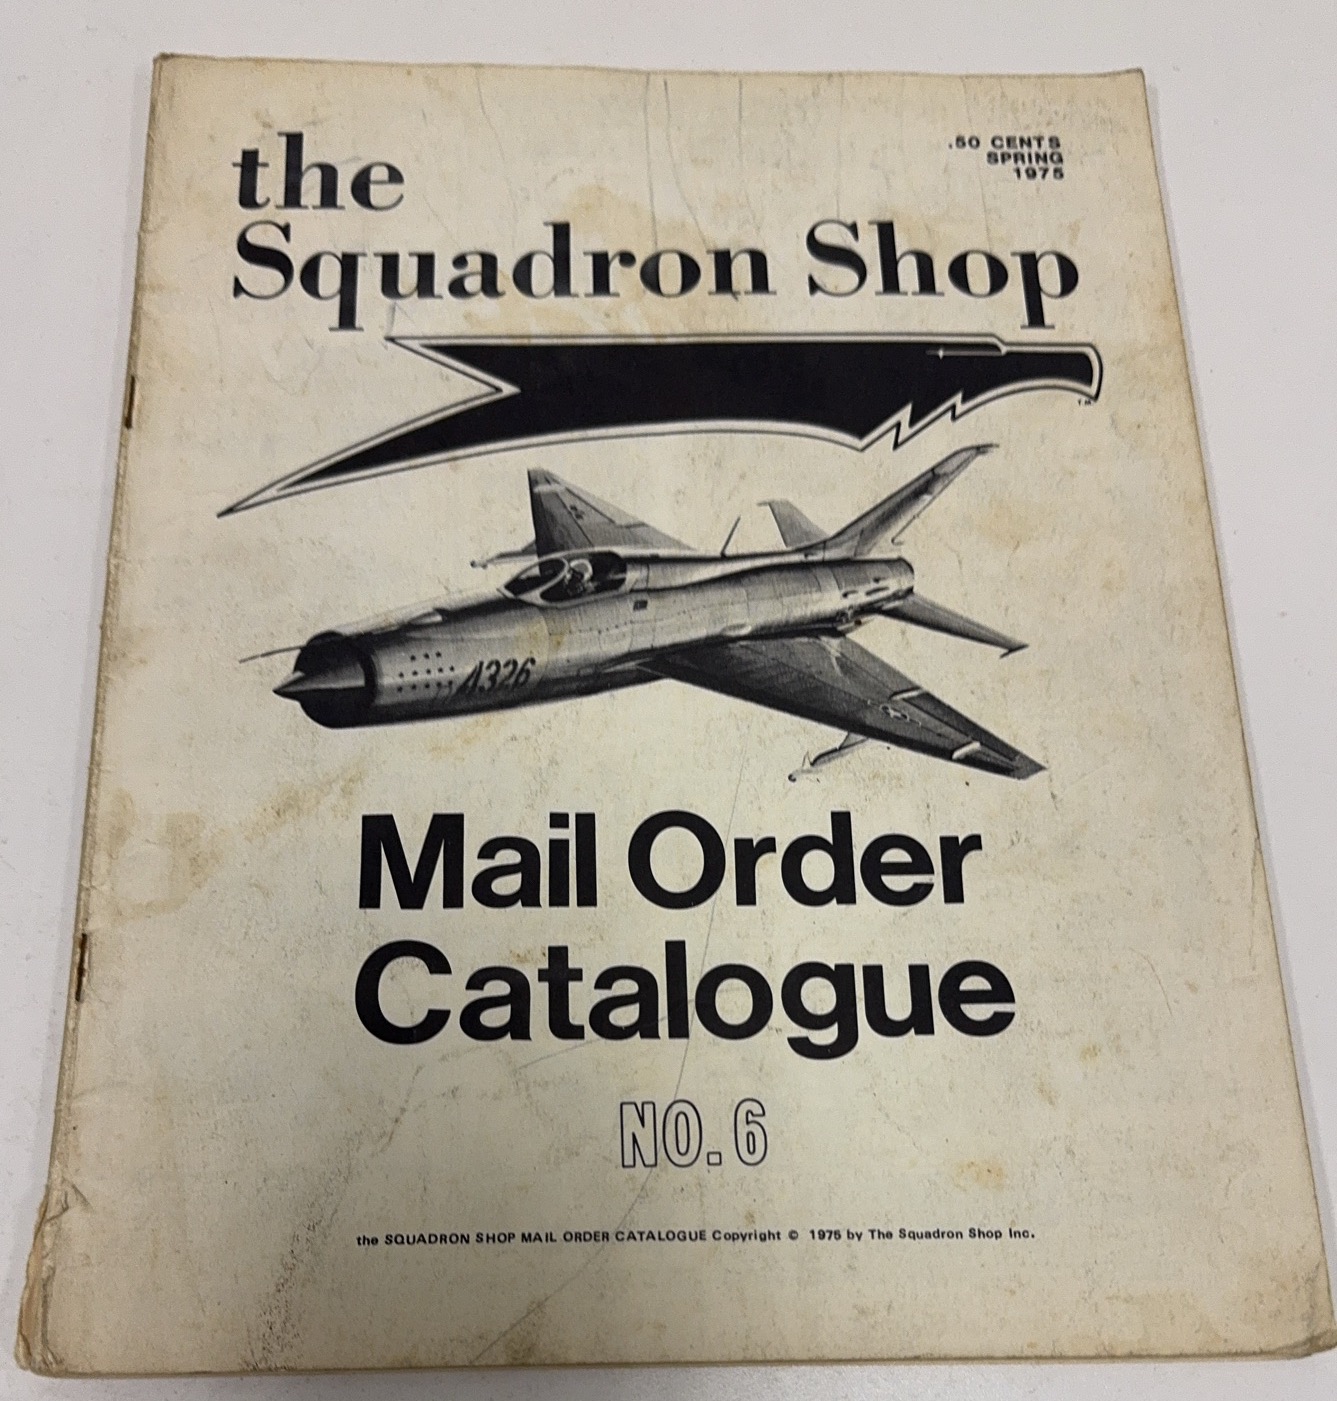 the
.50 CENTS
SPRING
1975
Squadron Shop
T.M.
4326
Mail Order
Catalogue
NO. 6
the SQUADRON SHOP MAIL ORDER CATALOGUE Copyright © 1975 by The Squadron Shop Inc.